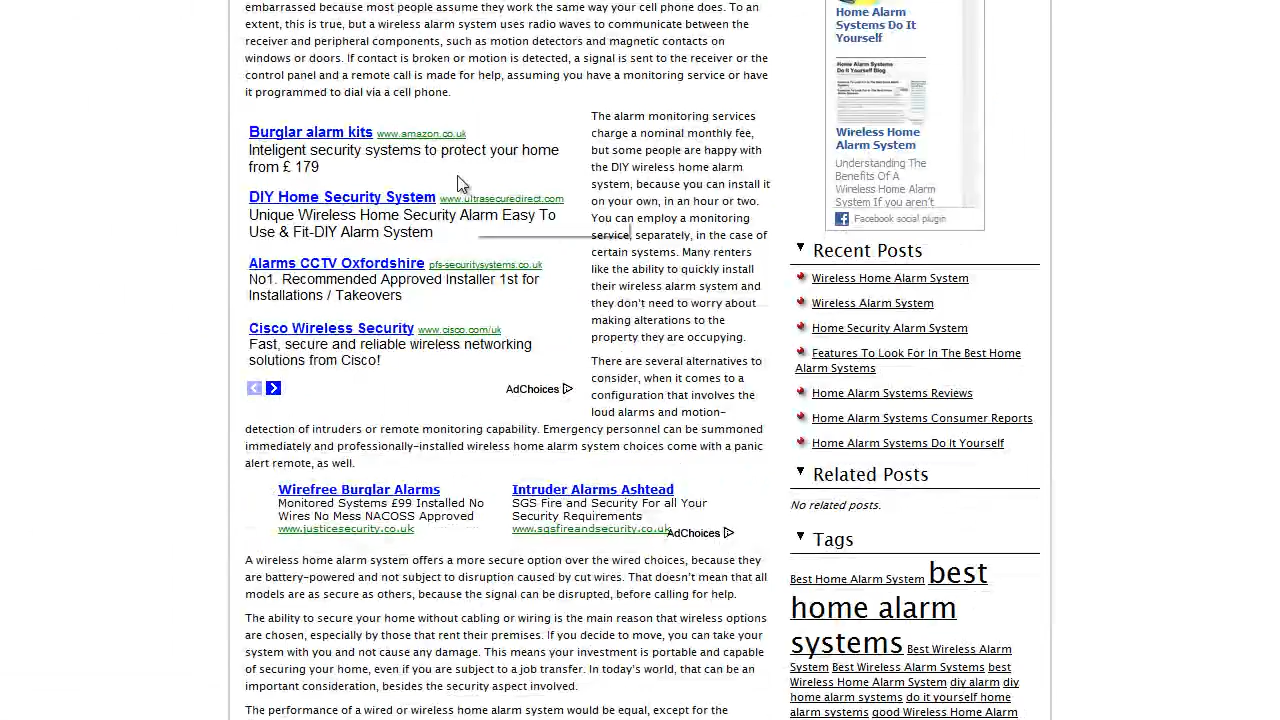 embarrassed because most people assume they work the same way your cell phone does. To an
extent, this is true, but a wireless alarm system uses radio waves to communicate between the
receiver and peripheral components, such as motion detectors and magnetic contacts on
windows or doors. If contact is broken or motion is detected, a signal is sent to the receiver or the
control panel and a remote call is made for help, assuming you have a monitoring service or have
it programmed to dial via a cell phone.
Burglar alarm kits www.amazon.co.uk
Inteligent security systems to protect your home
from £ 179
DIY Home Security System www.ultrasecuredirect.com
Unique Wireless Home Security Alarm Easy To
Use & Fit-DIY Alarm System
Alarms CCTV Oxfordshire pfs-securitysystems.co.uk
No1. Recommended Approved Installer 1st for
Installations / Takeovers
Cisco Wireless Security www.cisco.com/uk
Fast, secure and reliable wireless networking
solutions from Cisco!
AdChoices
The alarm monitoring services
charge a nominal monthly fee,
but some people are happy with
the DIY wireless home alarm
system, because you can install it
on your own, in an hour or two.
You can employ a monitoring
service, separately, in the case of
certain systems. Many renters
like the ability to quickly install
their wireless alarm system and
they don't need to worry about
making alterations to the
property they are occupying.
There are several alternatives to
consider, when it comes to a
configuration that involves the
loud alarms and motion-
detection of intruders or remote monitoring capability. Emergency personnel can be summoned
immediately and professionally-installed wireless home alarm system choices come with a panic
alert remote, as well.
Wirefree Burglar Alarms
Monitored Systems £99 Installed No
Wires No Mess NACOSS Approved
www.justicesecurity.co.uk
Intruder Alarms Ashtead
SGS Fire and Security For all Your
Security Requirements
www.sgsfireandsecurity.co.uk
AdChoices
A wireless home alarm system offers a more secure option over the wired choices, because they
are battery-powered and not subject to disruption caused by cut wires. That doesn't mean that all
models are as secure as others, because the signal can be disrupted, before calling for help.
The ability to secure your home without cabling or wiring is the main reason that wireless options
are chosen, especially by those that rent their premises. If you decide to move, you can take your
system with you and not cause any damage. This means your investment is portable and capable
of securing your home, even if you are subject to a job transfer. In today's world, that can be an
important consideration, besides the security aspect involved.
The performance of a wired or wireless home alarm system would be equal, except for the
Home Alarm
Systems Do It
Yourself
Home Alarm Systems
Do It Yourself Blog
Wireless Home
Alarm System
Understanding The
Benefits Of A
Wireless Home Alarm
System If you aren't
Facebook social plugin
Recent Posts
Wireless Home Alarm System
Wireless Alarm System
Home Security Alarm System
Features To Look For In The Best Home
Alarm Systems
Home Alarm Systems Reviews
Home Alarm Systems Consumer Reports
Home Alarm Systems Do It Yourself
Related Posts
No related posts.
Tags
Best Home Alarm System best
home alarm
systems Best Wireless Alarm
System Best Wireless Alarm Systems best
Wireless Home Alarm System diy alarm diy
home alarm systems do it yourself home
alarm systems good Wireless Home Alarm